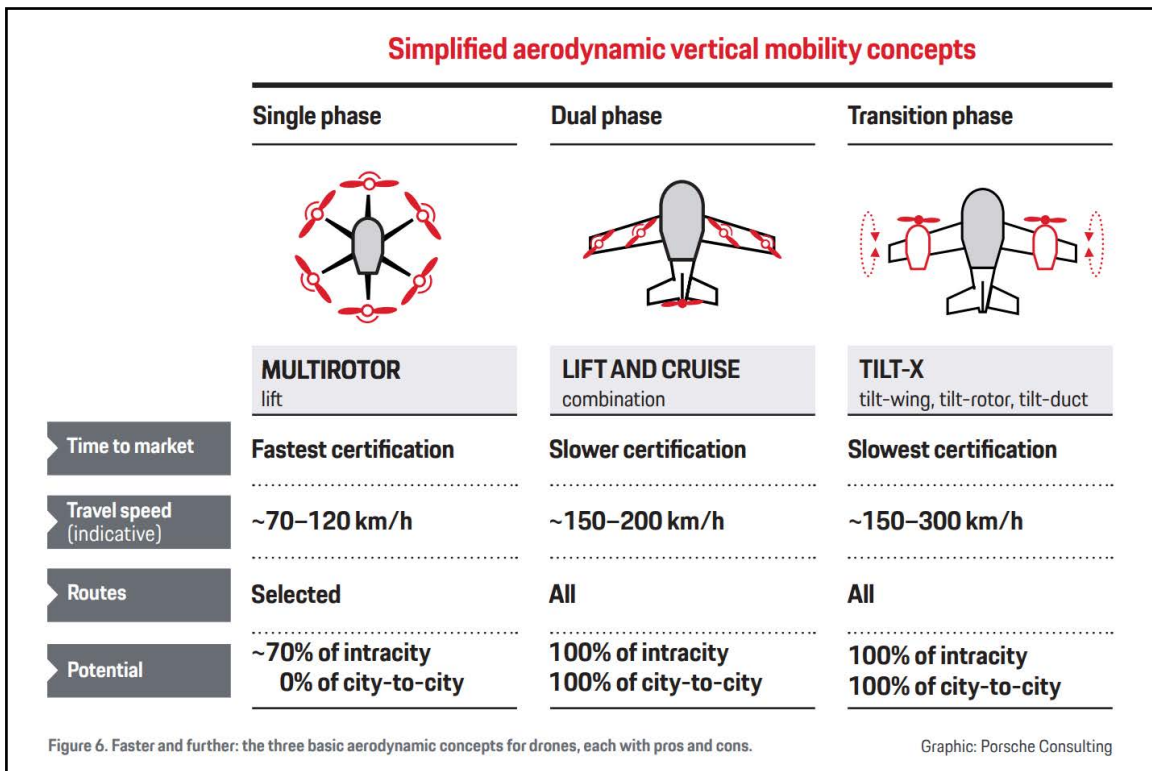 Simplified aerodynamic vertical mobility concepts
Single phase
Dual phase
Transition phase
MULTIROTOR
lift
LIFT AND CRUISE
combination
TILT-X
tilt-wing, tilt-rotor, tilt-duct
Time to market
Fastest certification
Slower certification
Slowest certification
Travel speed
(indicative)
~70–120 km/h
~150–200 km/h
~150–300 km/h
Routes
Selected
All
All
Potential
~70% of intracity
0% of city-to-city
100% of intracity
100% of city-to-city
100% of intracity
100% of city-to-city
Figure 6. Faster and further: the three basic aerodynamic concepts for drones, each with pros and cons.
Graphic: Porsche Consulting